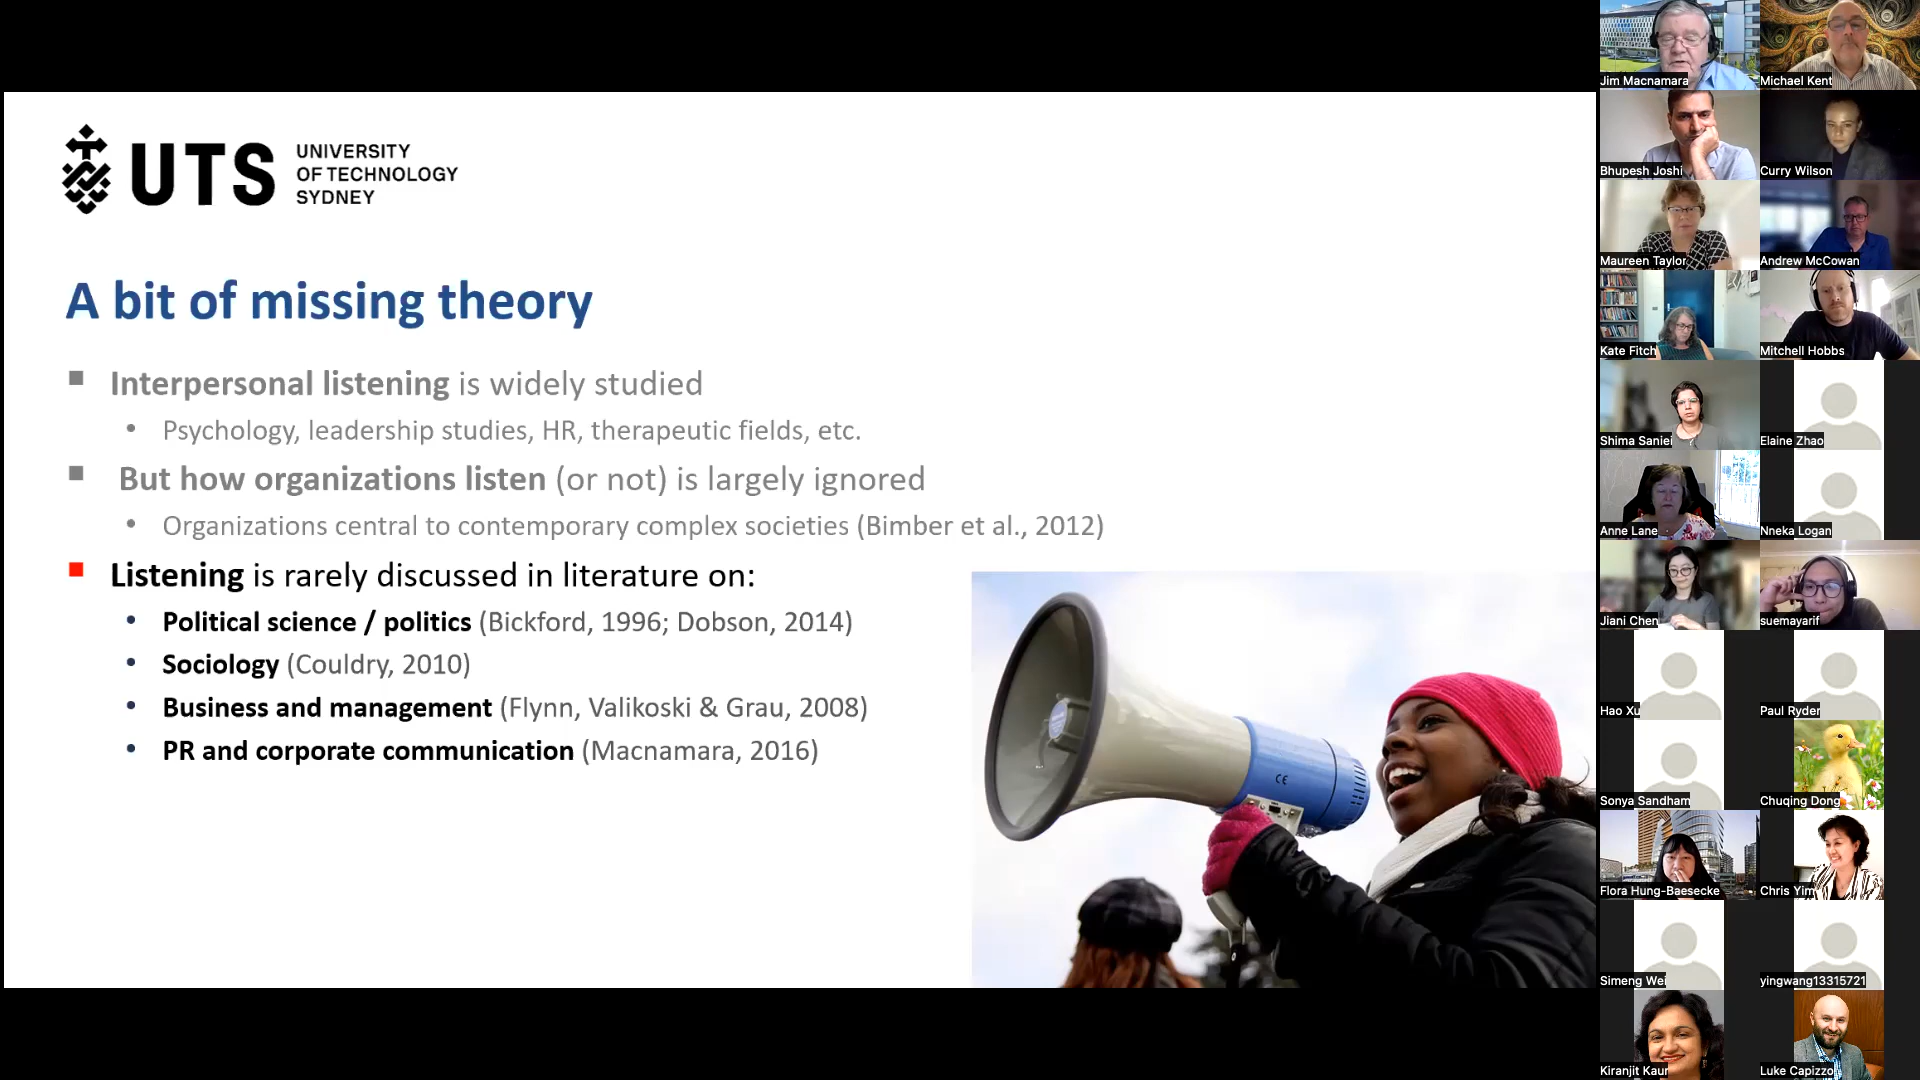 UTS
UNIVERSITY
OF TECHNOLOGY
SYDNEY
A bit of missing theory
Interpersonal listening is widely studied
Psychology, leadership studies, HR, therapeutic fields, etc.
But how organizations listen (or not) is largely ignored
Organizations central to contemporary complex societies (Bimber et al., 2012)
Listening is rarely discussed in literature on:
Political science / politics (Bickford, 1996; Dobson, 2014)
Sociology (Couldry, 2010)
Business and management (Flynn, Valikoski & Grau, 2008)
PR and corporate communication (Macnamara, 2016)
CE
Jim Macnamara
Michael Kent
Bhupesh Joshi
Curry Wilson
Maureen Taylor
Andrew McCowan
Kate Fitch
Mitchell Hobbs
Shima Saniei
Elaine Zhao
Anne Lane
Nneka Logan
Jiani Chen
suemayarif
Hao Xu
Paul Ryder
Sonya Sandham
Chuqing Dong
Flora Hung-Baesecke
Chris Yim
Simeng Wei
yingwang13315721
Kiranjit Kaur
Luke Capizzo